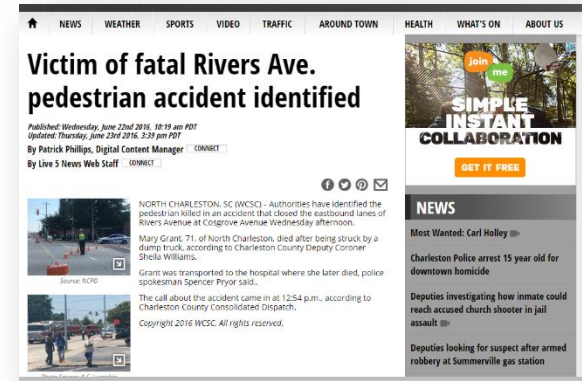 NEWS WEATHER SPORTS VIDEO TRAFFIC AROUND TOWN HEALTH WHAT'S ON ABOUT US
Victim of fatal Rivers Ave.
pedestrian accident identified
Published: Wednesday, June 22nd 2016, 10:19 am PDT
Updated: Thursday, June 23rd 2016, 3:39 pm PDT
By Patrick Phillips, Digital Content Manager CONNECT
By Live 5 News Web Staff CONNECT
NORTH CHARLESTON, SC (WCSC) - Authorities have identified the
pedestrian killed in an accident that closed the eastbound lanes of
Rivers Avenue at Cosgrove Avenue Wednesday afternoon.
Mary Grant, 71, of North Charleston, died after being struck by a
dump truck, according to Charleston County Deputy Coroner
Sheila Williams.
Grant was transported to the hospital where she later died, police
spokesman Spencer Pryor said..
The call about the accident came in at 12:54 p.m., according to
Charleston County Consolidated Dispatch.
Copyright 2016 WCSC. All rights reserved.
Source: NCPD
join
me
SIMPLE
INSTANT
COLLABORATION
GET IT FREE
NEWS
Most Wanted: Carl Holley
Charleston Police arrest 15 year old for
downtown homicide
Deputies investigating how inmate could
reach accused church shooter in jail
assault
Deputies looking for suspect after armed
robbery at Summerville gas station